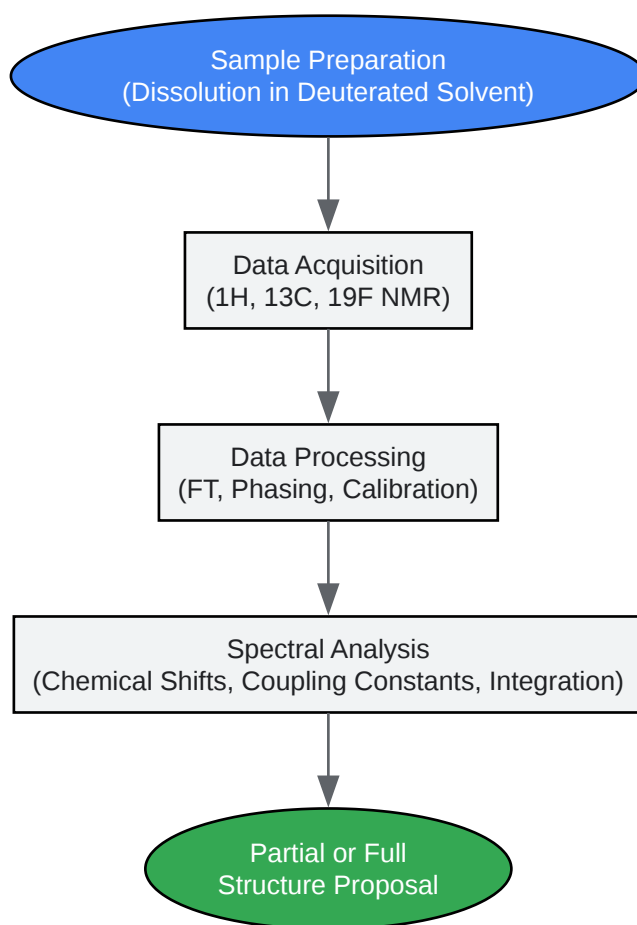 Sample Preparation
(Dissolution in Deuterated Solvent)
Data Acquisition
(1H, 13C, 19F NMR)
Data Processing
(FT, Phasing, Calibration)
Spectral Analysis
(Chemical Shifts, Coupling Constants, Integration)
Partial or Full
Structure Proposal